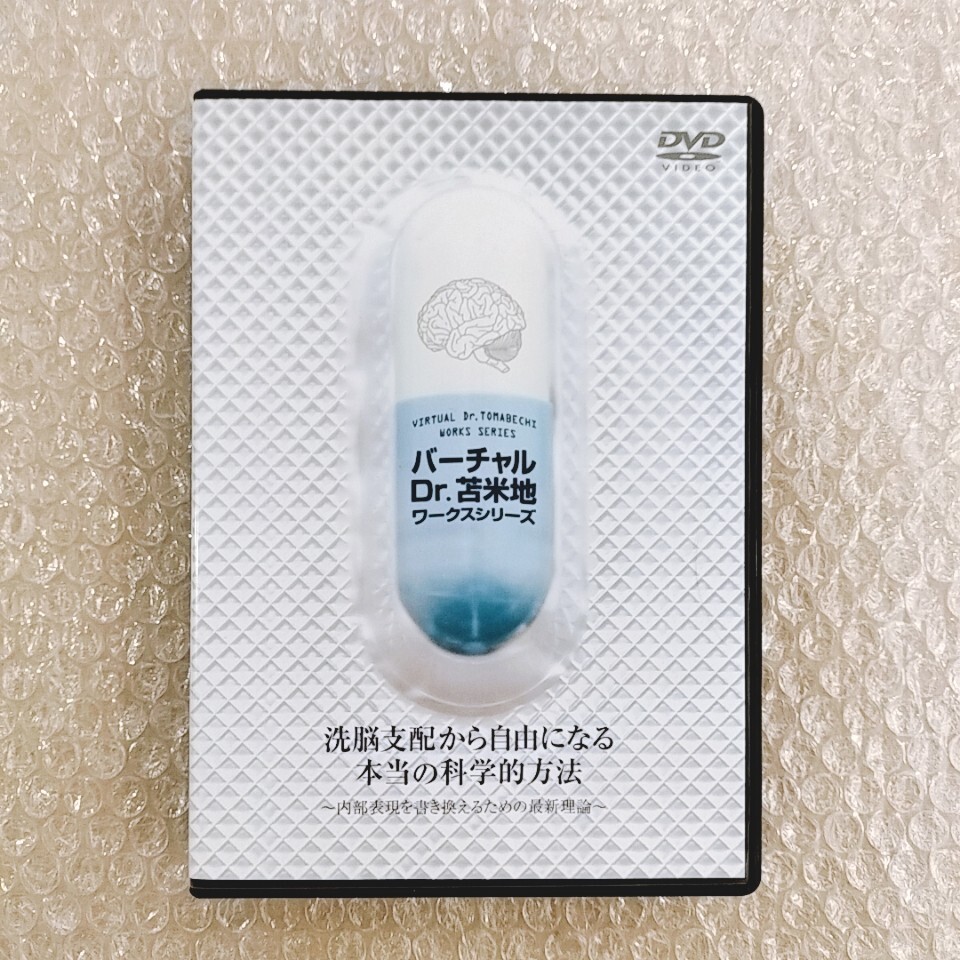 DVD
VIDEO
VIRTUAL Dr.TOMABECHI
WORKS SERIES
バーチャル
Dr.苫米地
ワークスシリーズ
洗脳支配から自由になる
本当の科学的方法
～内部表現を書き換えるための最新理論～